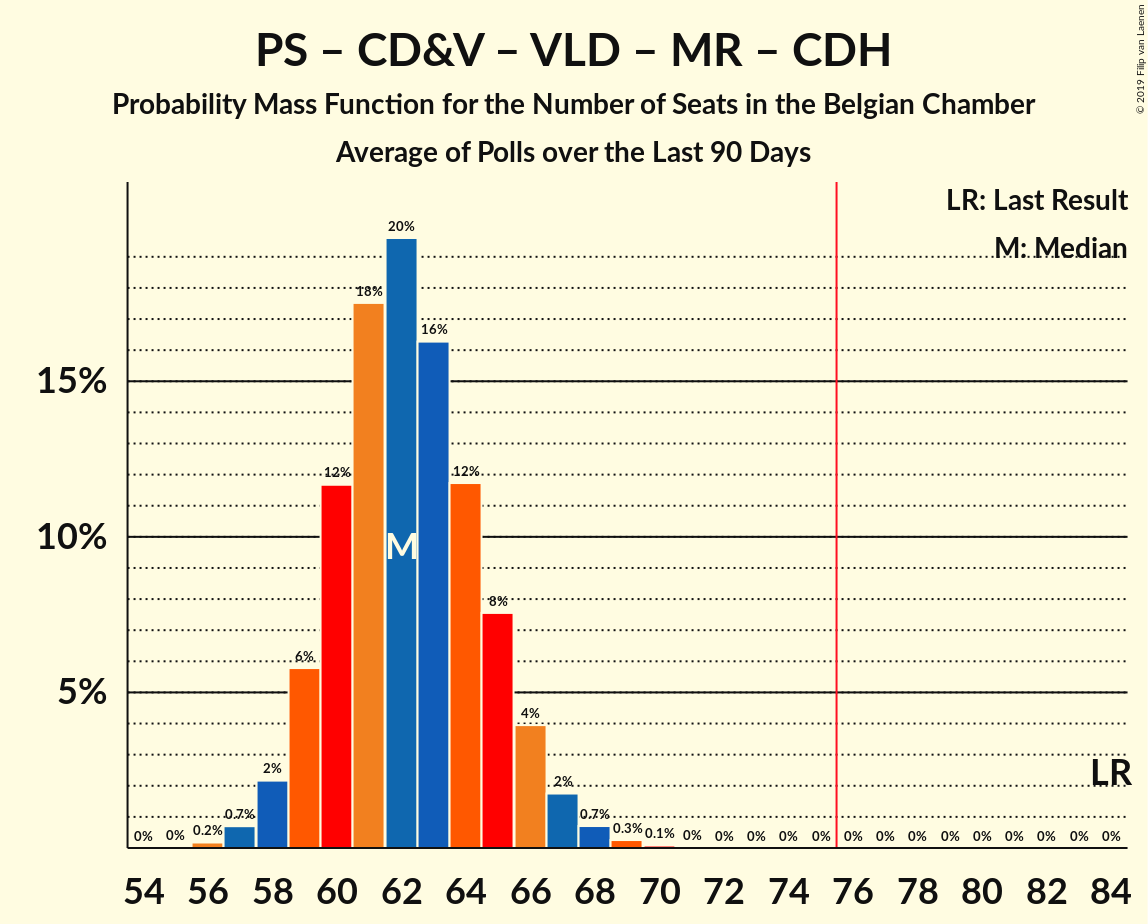 PS – CD&V – VLD – MR – CDH
Probability Mass Function for the Number of Seats in the Belgian Chamber
Average of Polls over the Last 90 Days
© 2019 Filip van Laenen
LR: Last Result
M: Median
15%
10%
5%
0% 0% 0.2% 0.7% 2% 6% 12% 18% 20% 16% 12% 8% 4% 2% 0.7% 0.3% 0.1% 0% 0% 0% 0% 0% 0% 0% 0% 0% 0% 0% 0% 0% 0%
M
LR
54 56 58 60 62 64 66 68 70 72 74 76 78 80 82 84